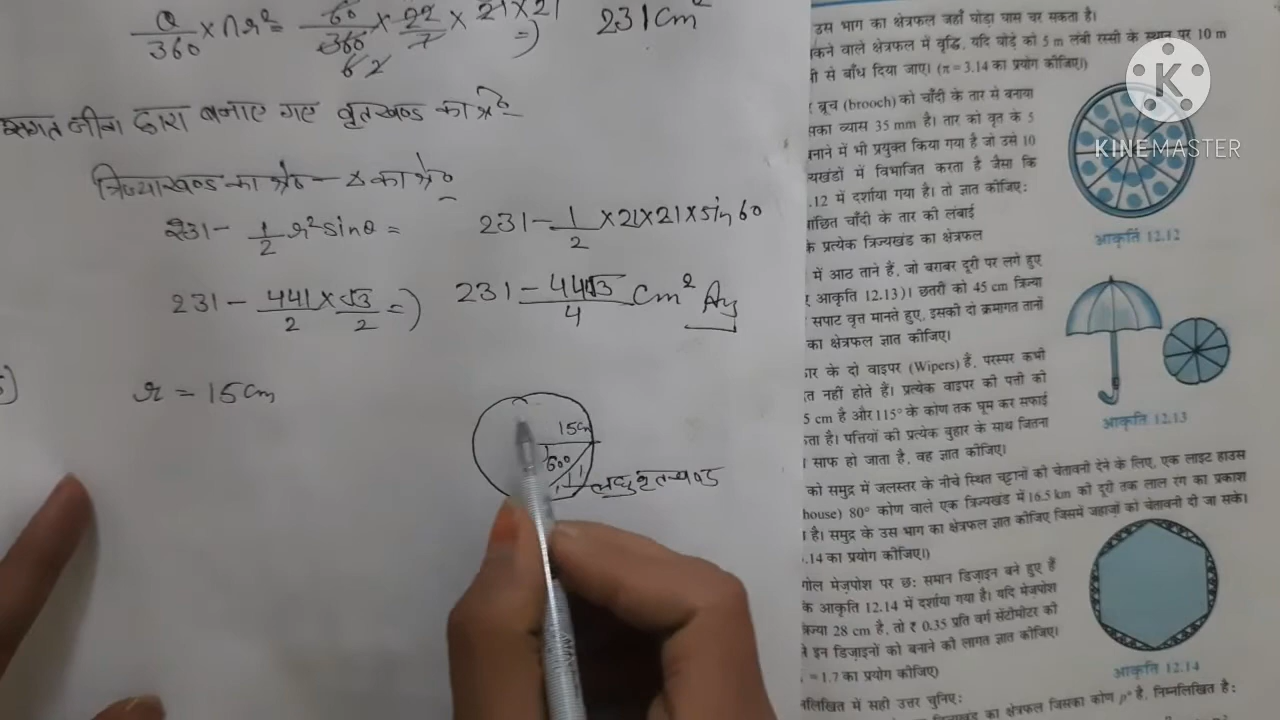 θ/360 × πr² = 60/360 × 22/7 × 21×21 => 231 cm²
संगत जीवा द्वारा बनाए गए वृतखण्ड का क्षे०
त्रिज्याखण्ड का क्षे० – Δ का क्षे०
231 - 1/2 r² sinθ = 231 - 1/2 ×21×21×sin 60
231 - 441×√3/2 2 => 231 - 441√3/4 cm² Ans
r = 15 cm
15cm
60°
लघु वृतखण्ड
उस भाग का क्षेत्रफल जहाँ घोड़ा घास चर सकता है।
कने वाले क्षेत्रफल में वृद्धि, यदि घोड़े को 5 m लंबी रस्सी के स्थान पर 10 m
ी से बाँध दिया जाए। (π = 3.14 का प्रयोग कीजिए।)
KINEMASTER
ब्रूच (brooch) को चाँदी के तार से बनाया
सका व्यास 35 mm है। तार को वृत के 5
नाने में भी प्रयुक्त किया गया है जो उसे 10
खंडों में विभाजित करता है जैसा कि
.12 में दर्शाया गया है। तो ज्ञात कीजिए:
छित चाँदी के तार की लंबाई
के प्रत्येक त्रिज्यखंड का क्षेत्रफल
आकृति 12.12
में आठ ताने हैं, जो बराबर दूरी पर लगे हुए
आकृति 12.13)। छतरी को 45 cm त्रिज्या
सपाट वृत्त मानते हुए, इसकी दो क्रमागत तानों
का क्षेत्रफल ज्ञात कीजिए।
आकृति 12.13
ार के दो वाइपर (Wipers) हैं, परस्पर कभी
त नहीं होते हैं। प्रत्येक वाइपर की पत्ती की
5 cm है और 115° के कोण तक घूम कर सफाई
ता है। पत्तियों की प्रत्येक बुहार के साथ जितना
साफ हो जाता है, वह ज्ञात कीजिए।
को समुद्र में जलस्तर के नीचे स्थित चट्टानों की चेतावनी देने के लिए, एक लाइट हाउस
house) 80° कोण वाले एक त्रिज्यखंड में 16.5 km की दूरी तक लाल रंग का प्रकाश
है। समुद्र के उस भाग का क्षेत्रफल ज्ञात कीजिए जिसमें जहाज़ों को चेतावनी दी जा सके।
.14 का प्रयोग कीजिए।)
गोल मेज़पोश पर छ: समान डिज़ाइन बने हुए हैं
के आकृति 12.14 में दर्शाया गया है। यदि मेज़पोश
त्रिज्या 28 cm है, तो ₹ 0.35 प्रति वर्ग सेंटीमीटर की
े इन डिज़ाइनों को बनाने की लागत ज्ञात कीजिए।
= 1.7 का प्रयोग कीजिए)
आकृति 12.14
नलिखित में सही उत्तर चुनिए:
त्रिज्यखंड का क्षेत्रफल जिसका कोण p° है, निम्नलिखित है: